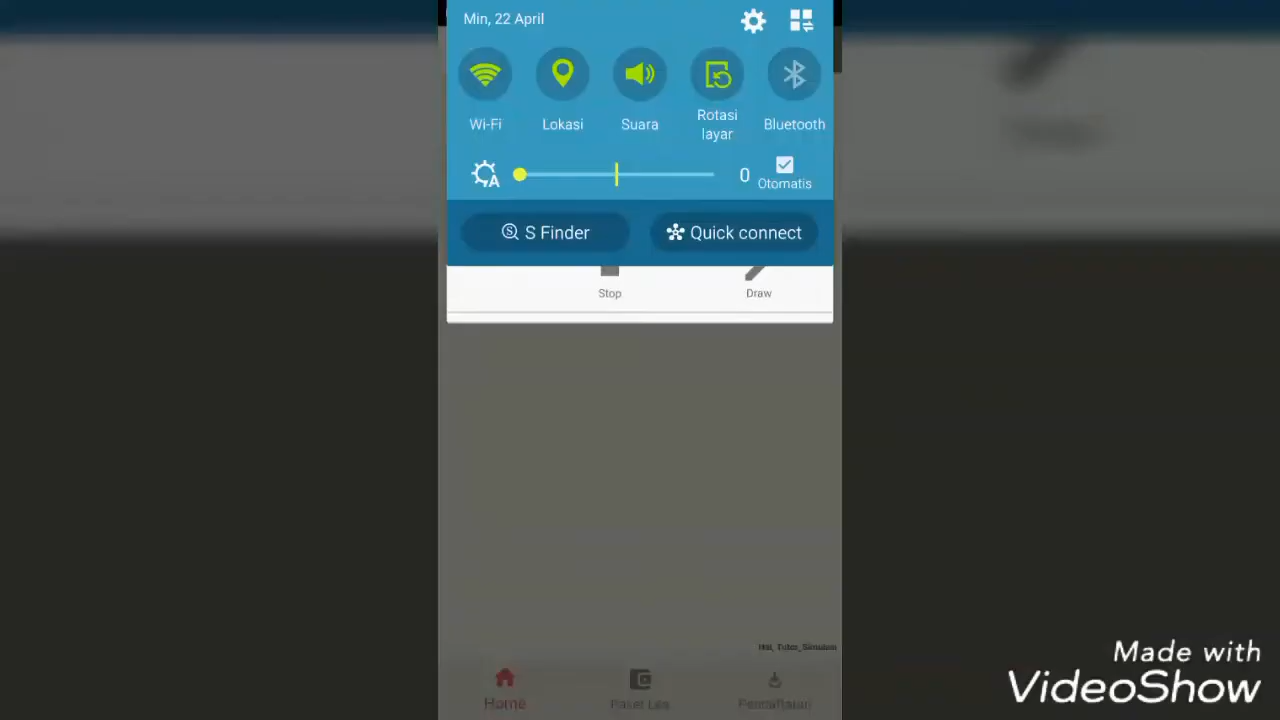 Min, 22 April
Wi-Fi
Lokasi
Suara
Rotasi
layar
Bluetooth
A
0
Otomatis
S Finder
Quick connect
Stop
Draw
Home
Made with
VideoShow